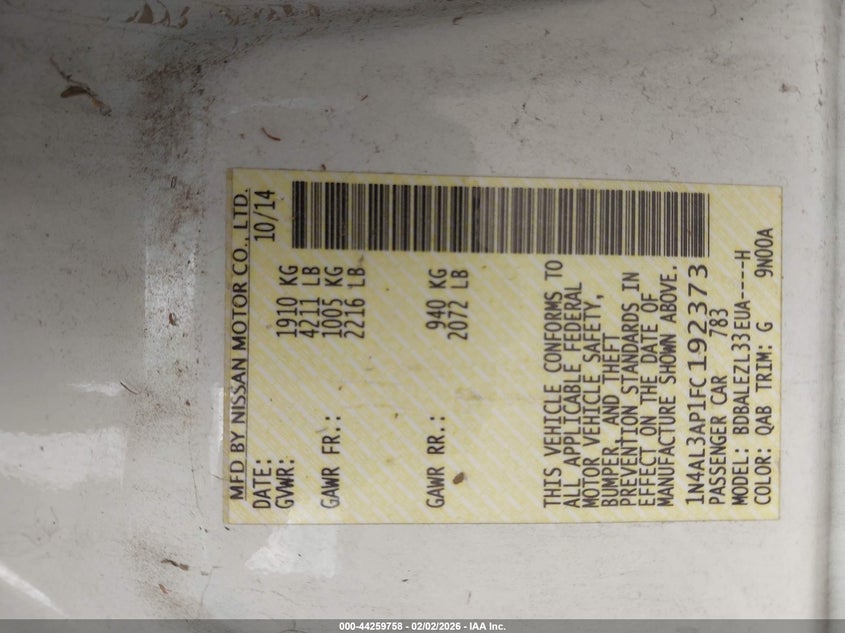 MFD BY NISSAN MOTOR CO., LTD.
DATE: 10/14
GVWR: 1910 KG
4211 LB
GAWR FR.: 1005 KG
2216 LB
GAWR RR.: 940 KG
2072 LB
THIS VEHICLE CONFORMS TO
ALL APPLICABLE FEDERAL
MOTOR VEHICLE SAFETY,
BUMPER, AND THEFT
PREVENTION STANDARDS IN
EFFECT ON THE DATE OF
MANUFACTURE SHOWN ABOVE.
1N4AL3AP1FC192373
PASSENGER CAR 783
MODEL: BDBALEZL33EUA----H
COLOR: QAB TRIM: G 9N00A
000-44259758 - 02/02/2026 - IAA Inc.